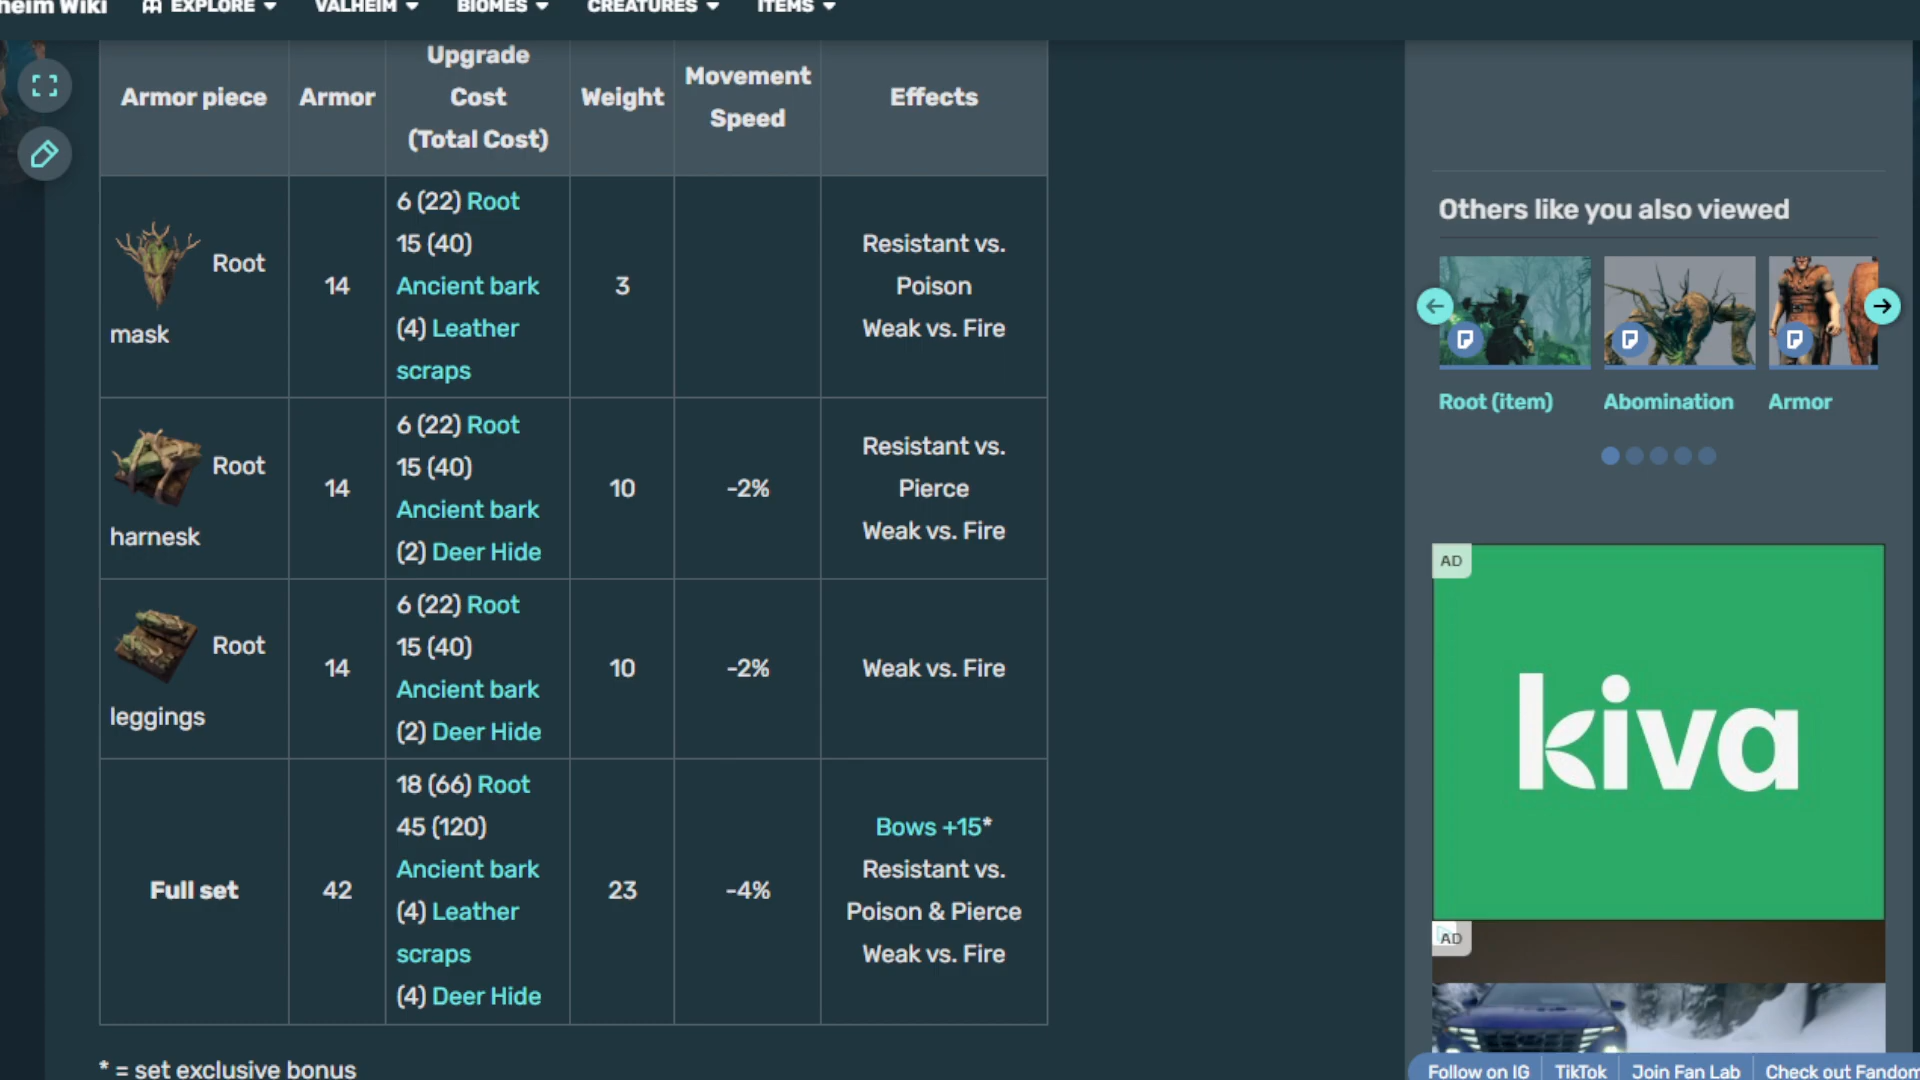 heim Wiki EXPLORE VALHEIM BIOMES CREATURES ITEMS
Armor piece
Armor
Upgrade
Cost
(Total Cost)
Weight
Movement
Speed
Effects
Root
mask
14
6 (22) Root
15 (40)
Ancient bark
(4) Leather
scraps
3
Resistant vs.
Poison
Weak vs. Fire
Root
harnesk
14
6 (22) Root
15 (40)
Ancient bark
(2) Deer Hide
10
-2%
Resistant vs.
Pierce
Weak vs. Fire
Root
leggings
14
6 (22) Root
15 (40)
Ancient bark
(2) Deer Hide
10
-2%
Weak vs. Fire
Full set
42
18 (66) Root
45 (120)
Ancient bark
(4) Leather
scraps
(4) Deer Hide
23
-4%
Bows +15*
Resistant vs.
Poison & Pierce
Weak vs. Fire
* = set exclusive bonus
Others like you also viewed
Root (item)
Abomination
Armor
AD
kiva
AD
Follow on IG TikTok Join Fan Lab Check out Fandom